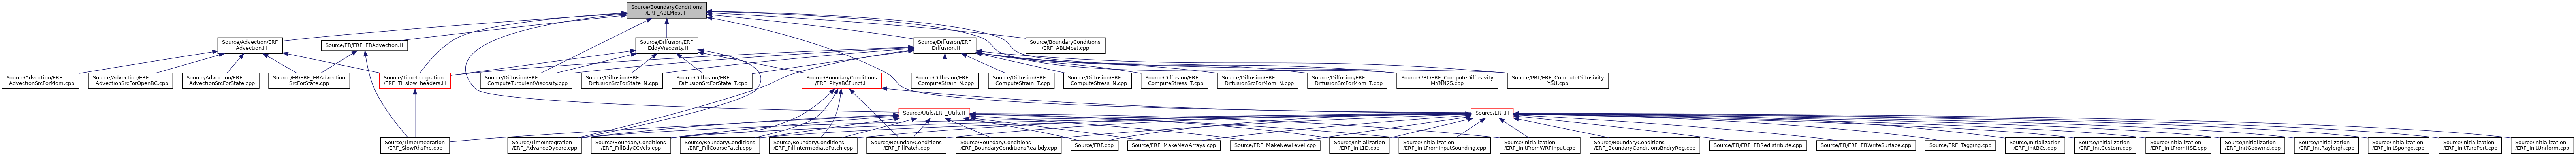 Source/BoundaryConditions
/ERF_ABLMost.H
Source/Advection/ERF
_Advection.H
Source/EB/ERF_EBAdvection.H
Source/Diffusion/ERF
_EddyViscosity.H
Source/Diffusion/ERF
_Diffusion.H
Source/BoundaryConditions
/ERF_ABLMost.cpp
Source/Advection/ERF
_AdvectionSrcForMom.cpp
Source/Advection/ERF
_AdvectionSrcForOpenBC.cpp
Source/Advection/ERF
_AdvectionSrcForState.cpp
Source/EB/ERF_EBAdvection
SrcForState.cpp
Source/TimeIntegration
/ERF_TI_slow_headers.H
Source/Diffusion/ERF
_ComputeTurbulentViscosity.cpp
Source/Diffusion/ERF
_DiffusionSrcForState_N.cpp
Source/Diffusion/ERF
_DiffusionSrcForState_T.cpp
Source/BoundaryConditions
/ERF_PhysBCFunct.H
Source/Diffusion/ERF
_ComputeStrain_N.cpp
Source/Diffusion/ERF
_ComputeStrain_T.cpp
Source/Diffusion/ERF
_ComputeStress_N.cpp
Source/Diffusion/ERF
_ComputeStress_T.cpp
Source/Diffusion/ERF
_DiffusionSrcForMom_N.cpp
Source/Diffusion/ERF
_DiffusionSrcForMom_T.cpp
Source/PBL/ERF_ComputeDiffusivity
MYNN25.cpp
Source/PBL/ERF_ComputeDiffusivity
YSU.cpp
Source/Utils/ERF_Utils.H
Source/ERF.H
Source/TimeIntegration
/ERF_SlowRhsPre.cpp
Source/TimeIntegration
/ERF_AdvanceDycore.cpp
Source/BoundaryConditions
/ERF_FillBdyCCVels.cpp
Source/BoundaryConditions
/ERF_FillCoarsePatch.cpp
Source/BoundaryConditions
/ERF_FillIntermediatePatch.cpp
Source/BoundaryConditions
/ERF_FillPatch.cpp
Source/BoundaryConditions
/ERF_BoundaryConditionsRealbdy.cpp
Source/ERF.cpp
Source/ERF_MakeNewArrays.cpp
Source/ERF_MakeNewLevel.cpp
Source/Initialization
/ERF_Init1D.cpp
Source/Initialization
/ERF_InitFromInputSounding.cpp
Source/Initialization
/ERF_InitFromWRFInput.cpp
Source/BoundaryConditions
/ERF_BoundaryConditionsBndryReg.cpp
Source/EB/ERF_EBRedistribute.cpp
Source/EB/ERF_EBWriteSurface.cpp
Source/ERF_Tagging.cpp
Source/Initialization
/ERF_InitBCs.cpp
Source/Initialization
/ERF_InitCustom.cpp
Source/Initialization
/ERF_InitFromHSE.cpp
Source/Initialization
/ERF_InitGeowind.cpp
Source/Initialization
/ERF_InitRayleigh.cpp
Source/Initialization
/ERF_InitSponge.cpp
Source/Initialization
/ERF_InitTurbPert.cpp
Source/Initialization
/ERF_InitUniform.cpp